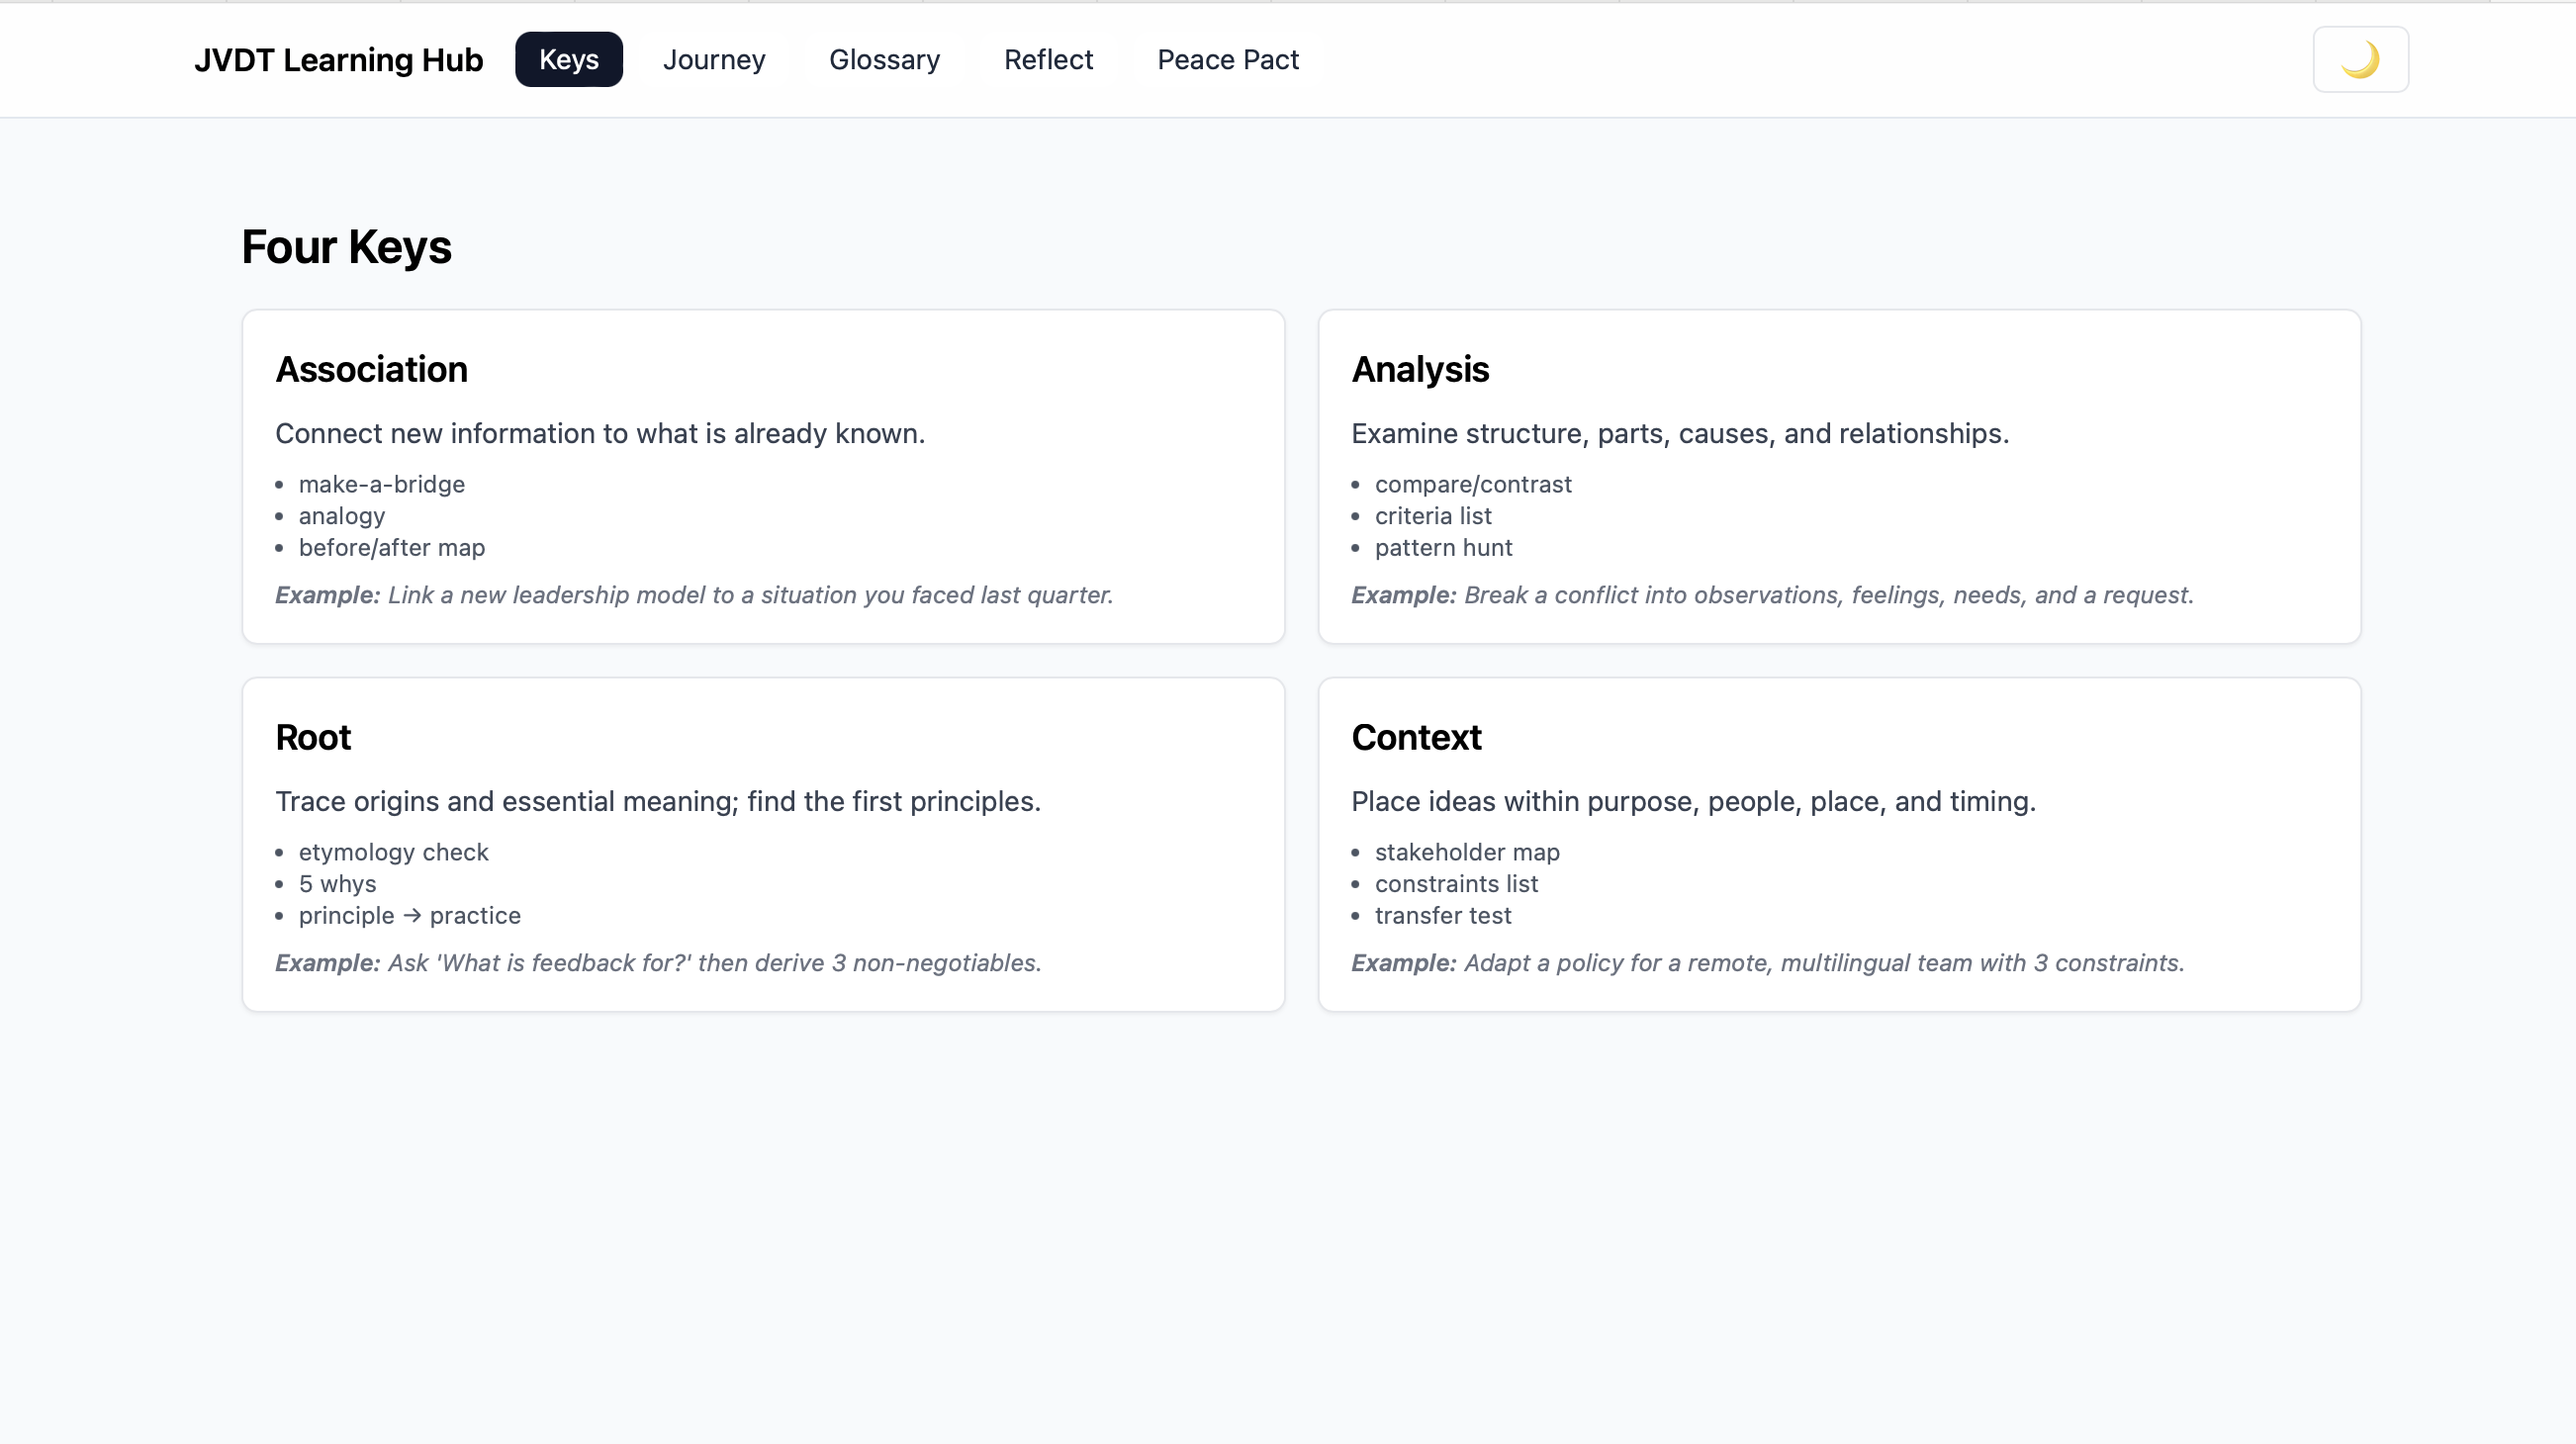 JVDT Learning Hub Keys Journey Glossary Reflect Peace Pact
Four Keys
Association
Connect new information to what is already known.
• make-a-bridge
• analogy
• before/after map
Example: Link a new leadership model to a situation you faced last quarter.
Analysis
Examine structure, parts, causes, and relationships.
• compare/contrast
• criteria list
• pattern hunt
Example: Break a conflict into observations, feelings, needs, and a request.
Root
Trace origins and essential meaning; find the first principles.
• etymology check
• 5 whys
• principle → practice
Example: Ask 'What is feedback for?' then derive 3 non-negotiables.
Context
Place ideas within purpose, people, place, and timing.
• stakeholder map
• constraints list
• transfer test
Example: Adapt a policy for a remote, multilingual team with 3 constraints.